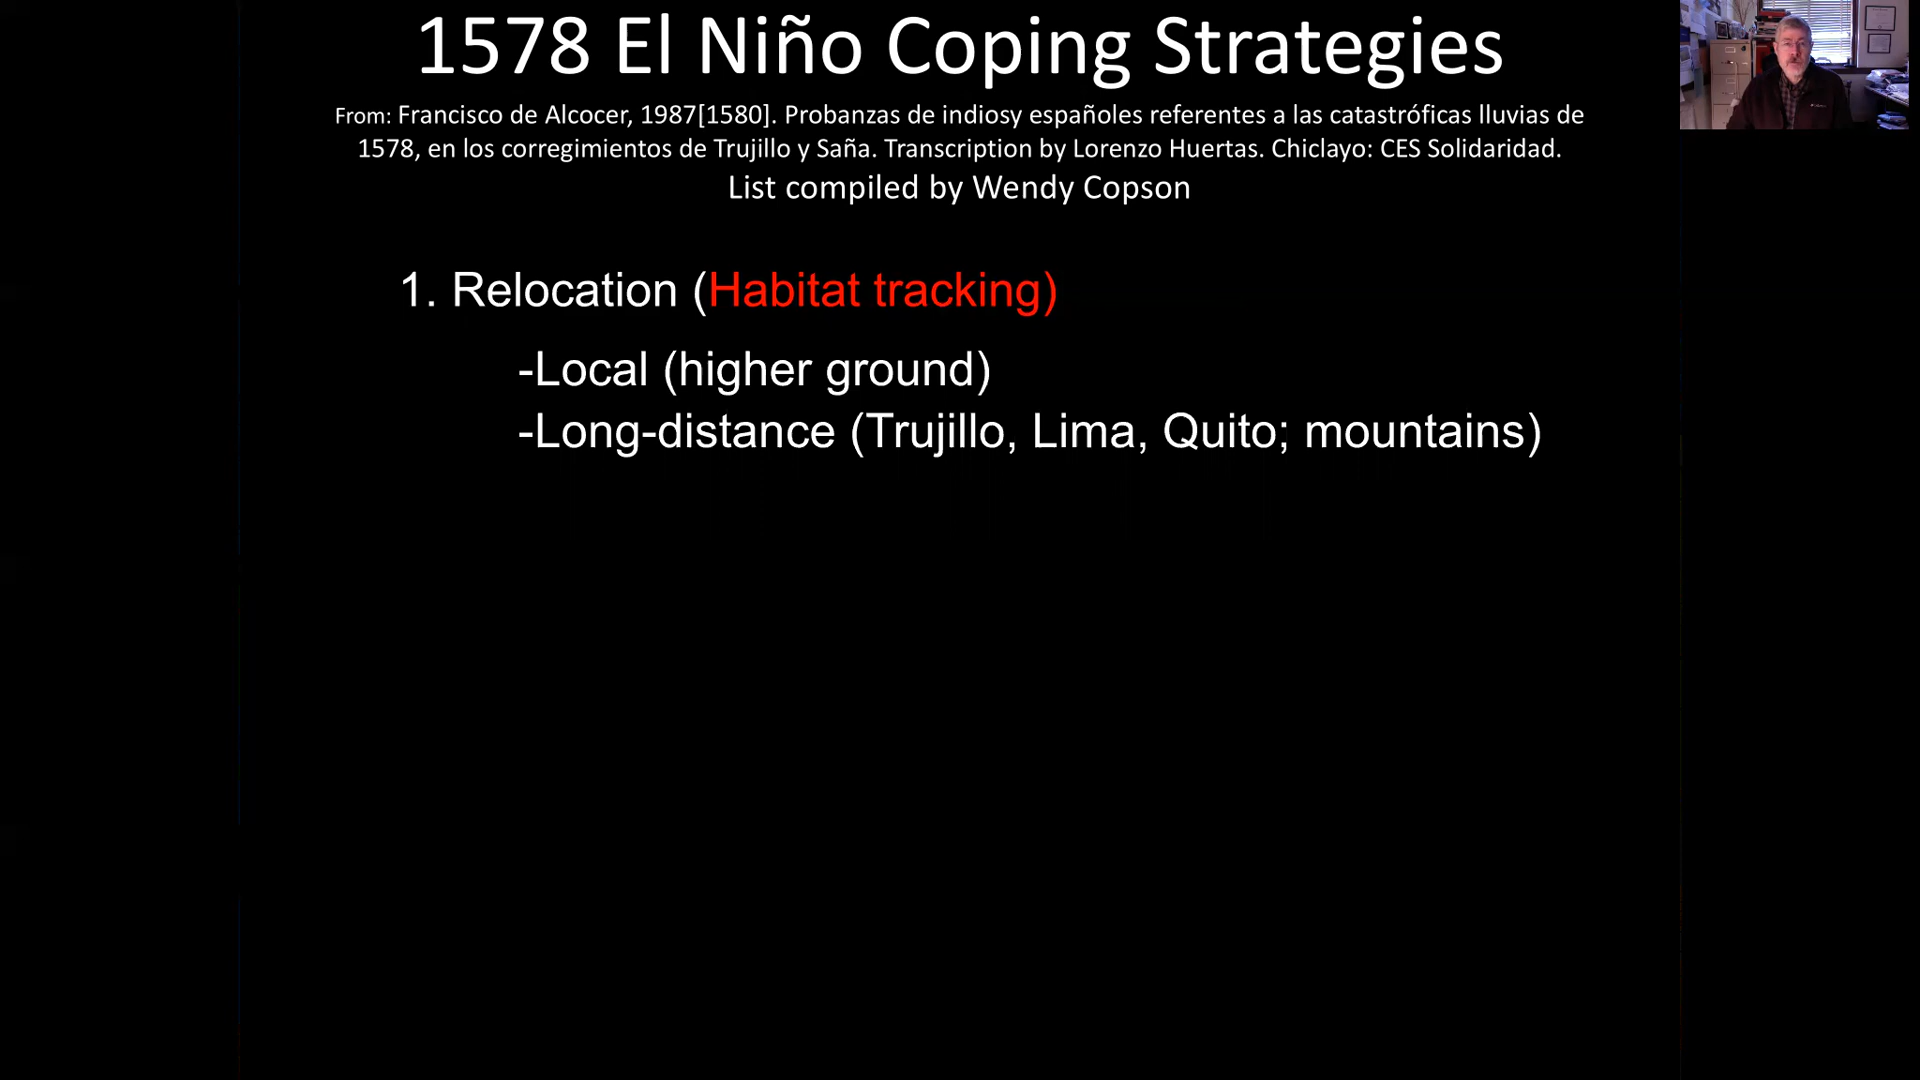 1578 El Niño Coping Strategies
From: Francisco de Alcocer, 1987[1580]. Probanzas de indiosy españoles referentes a las catastróficas lluvias de
1578, en los corregimientos de Trujillo y Saña. Transcription by Lorenzo Huertas. Chiclayo: CES Solidaridad.
List compiled by Wendy Copson
1. Relocation (Habitat tracking)
-Local (higher ground)
-Long-distance (Trujillo, Lima, Quito; mountains)